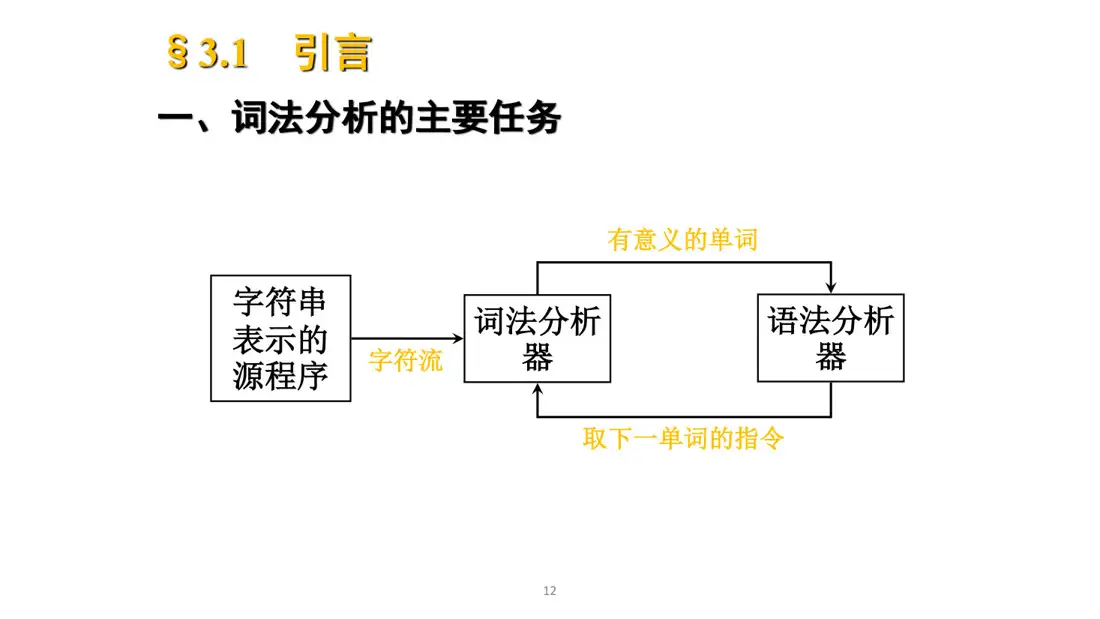 §3.1 引言
一、词法分析的主要任务
有意义的单词
字符串
表示的
源程序
字符流
词法分析
器
语法分析
器
取下一单词的指令
12